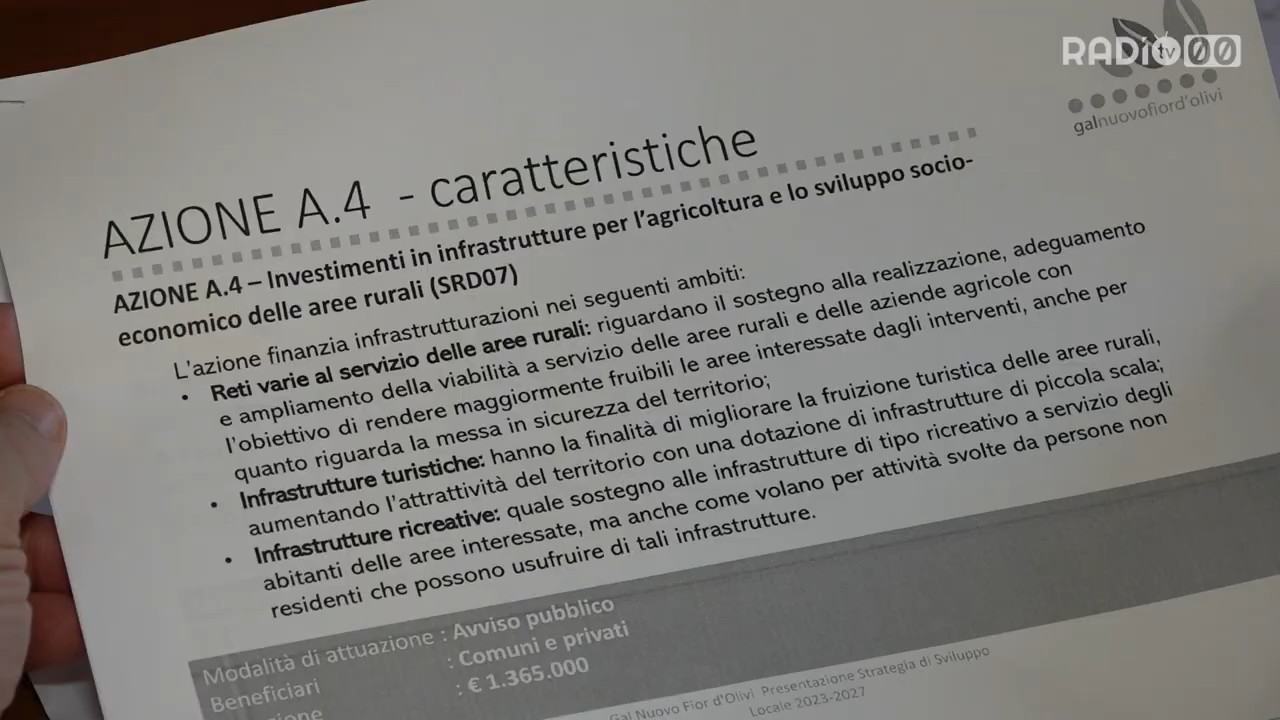 RADIO tv 00
galnuovofiord'olivi
AZIONE A.4 - caratteristiche
AZIONE A.4 – Investimenti in infrastrutture per l'agricoltura e lo sviluppo socio-
economico delle aree rurali (SRD07)
L'azione finanzia infrastrutturazioni nei seguenti ambiti:
• Reti varie al servizio delle aree rurali: riguardano il sostegno alla realizzazione, adeguamento
e ampliamento della viabilità a servizio delle aree rurali e delle aziende agricole con
l'obiettivo di rendere maggiormente fruibili le aree interessate dagli interventi, anche per
quanto riguarda la messa in sicurezza del territorio;
• Infrastrutture turistiche: hanno la finalità di migliorare la fruizione turistica delle aree rurali,
aumentando l'attrattività del territorio con una dotazione di infrastrutture di piccola scala;
• Infrastrutture ricreative: quale sostegno alle infrastrutture di tipo ricreativo a servizio degli
abitanti delle aree interessate, ma anche come volano per attività svolte da persone non
residenti che possono usufruire di tali infrastrutture.
Modalità di attuazione : Avviso pubblico
Beneficiari : Comuni e privati
: € 1.365.000
Gal Nuovo Fior d'Olivi Presentazione Strategia di Sviluppo
Locale 2023-2027